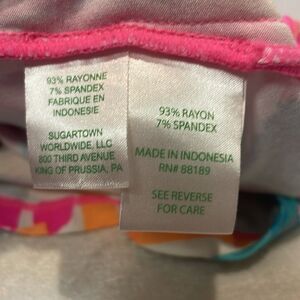 93% RAYONNE
7% SPANDEX
FABRIQUE EN
INDONESIE
SUGARTOWN
WORLDWIDE, LLC
800 THIRD AVENUE
KING OF PRUSSIA, PA
93% RAYON
7% SPANDEX
MADE IN INDONESIA
RN# 88189
SEE REVERSE
FOR CARE